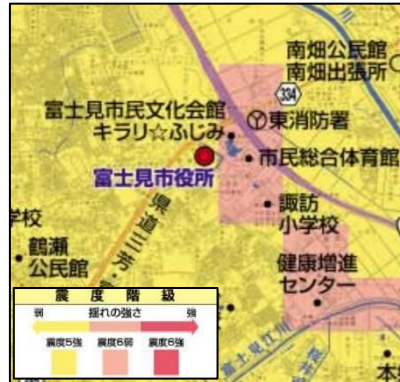 南畑公民館
南畑出張所
334
富士見市民文化会館
キラリ☆ふじみ
東消防署
市民総合体育館
富士見市役所
諏訪
小学校
学校
鶴瀬
公民館
県道三芳
健康増進
センター
富士見江川
震度階級
弱 揺れの強さ 強
震度5強 震度6弱 震度6強
本